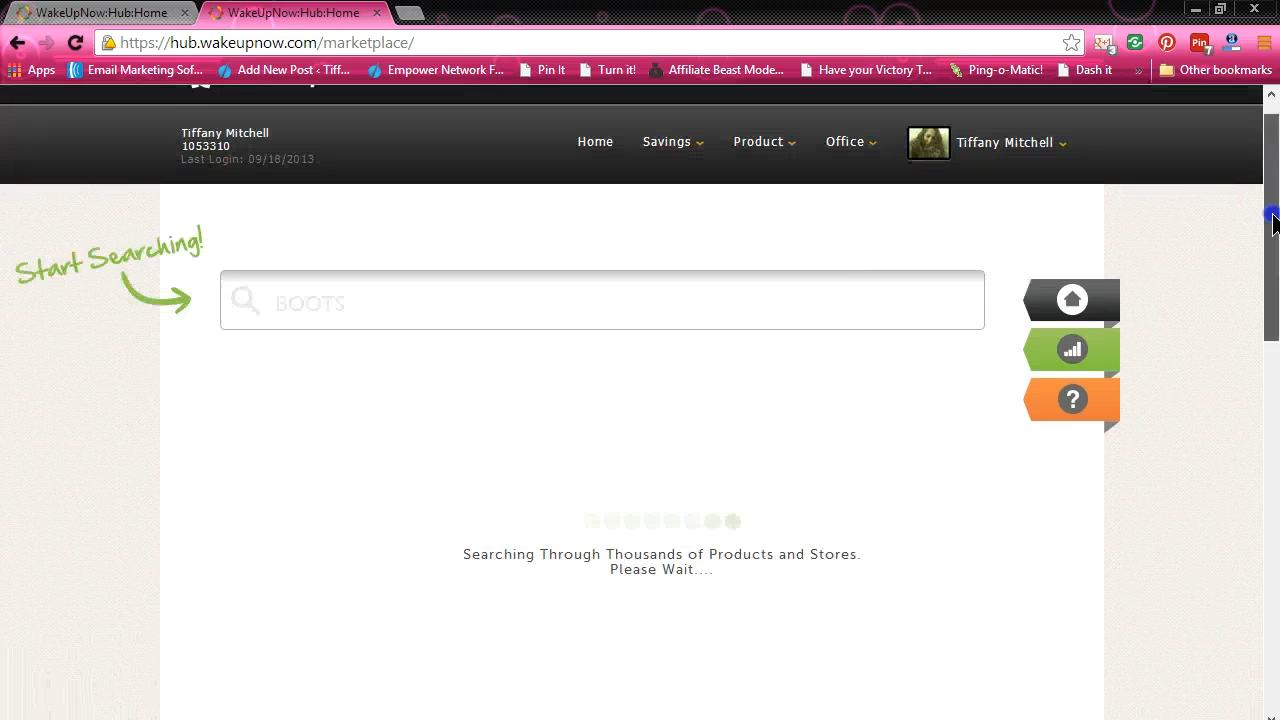 WakeUpNow:Hub:Home
WakeUpNow:Hub:Home
https://hub.wakeupnow.com/marketplace/
3
Pin
7
Apps
Email Marketing Sof...
Add New Post ‹ Tiff...
Empower Network F...
Pin It
Turn it!
Affiliate Beast Mode...
Have your Victory T...
Ping-o-Matic!
Dash it
»
Other bookmarks
Tiffany Mitchell
1053310
Last Login: 09/18/2013
Home
Savings
Product
Office
Tiffany Mitchell
Start Searching!
BOOTS
?
Searching Through Thousands of Products and Stores.
Please Wait....